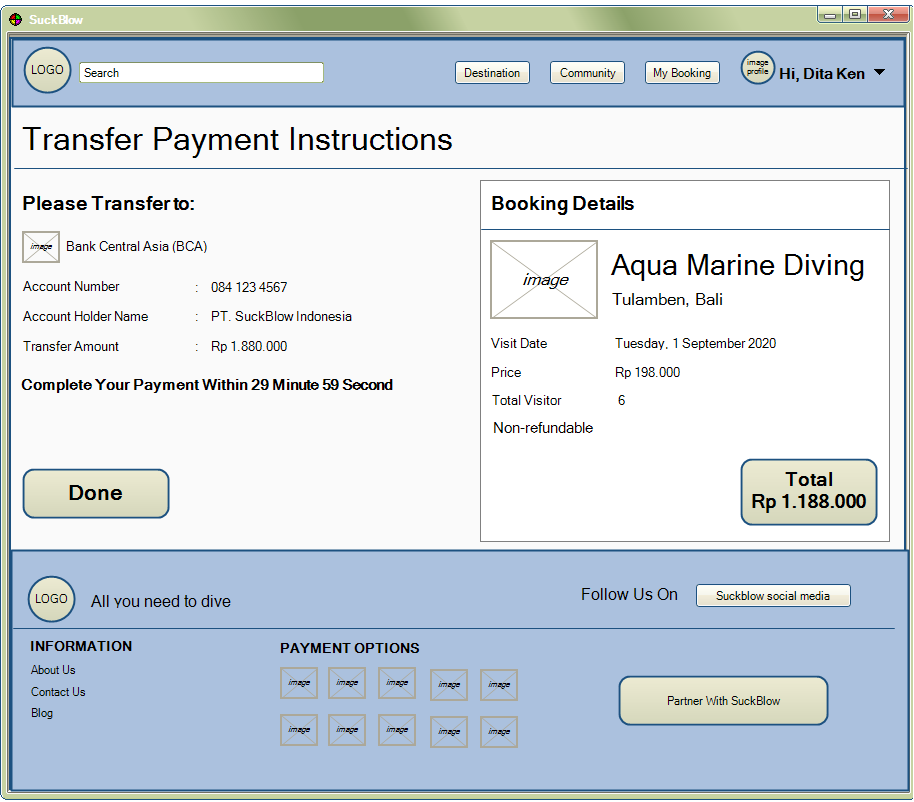 SuckBlow
LOGO
Search
Destination
Community
My Booking
image profile
Hi, Dita Ken
Transfer Payment Instructions
Please Transfer to:
image
Bank Central Asia (BCA)
Account Number : 084 123 4567
Account Holder Name : PT. SuckBlow Indonesia
Transfer Amount : Rp 1.880.000
Complete Your Payment Within 29 Minute 59 Second
Done
Booking Details
image
Aqua Marine Diving
Tulamben, Bali
Visit Date Tuesday, 1 September 2020
Price Rp 198.000
Total Visitor 6
Non-refundable
Total
Rp 1.188.000
LOGO
All you need to dive
Follow Us On
Suckblow social media
INFORMATION
About Us
Contact Us
Blog
PAYMENT OPTIONS
image image image image image
image image image image image
Partner With SuckBlow